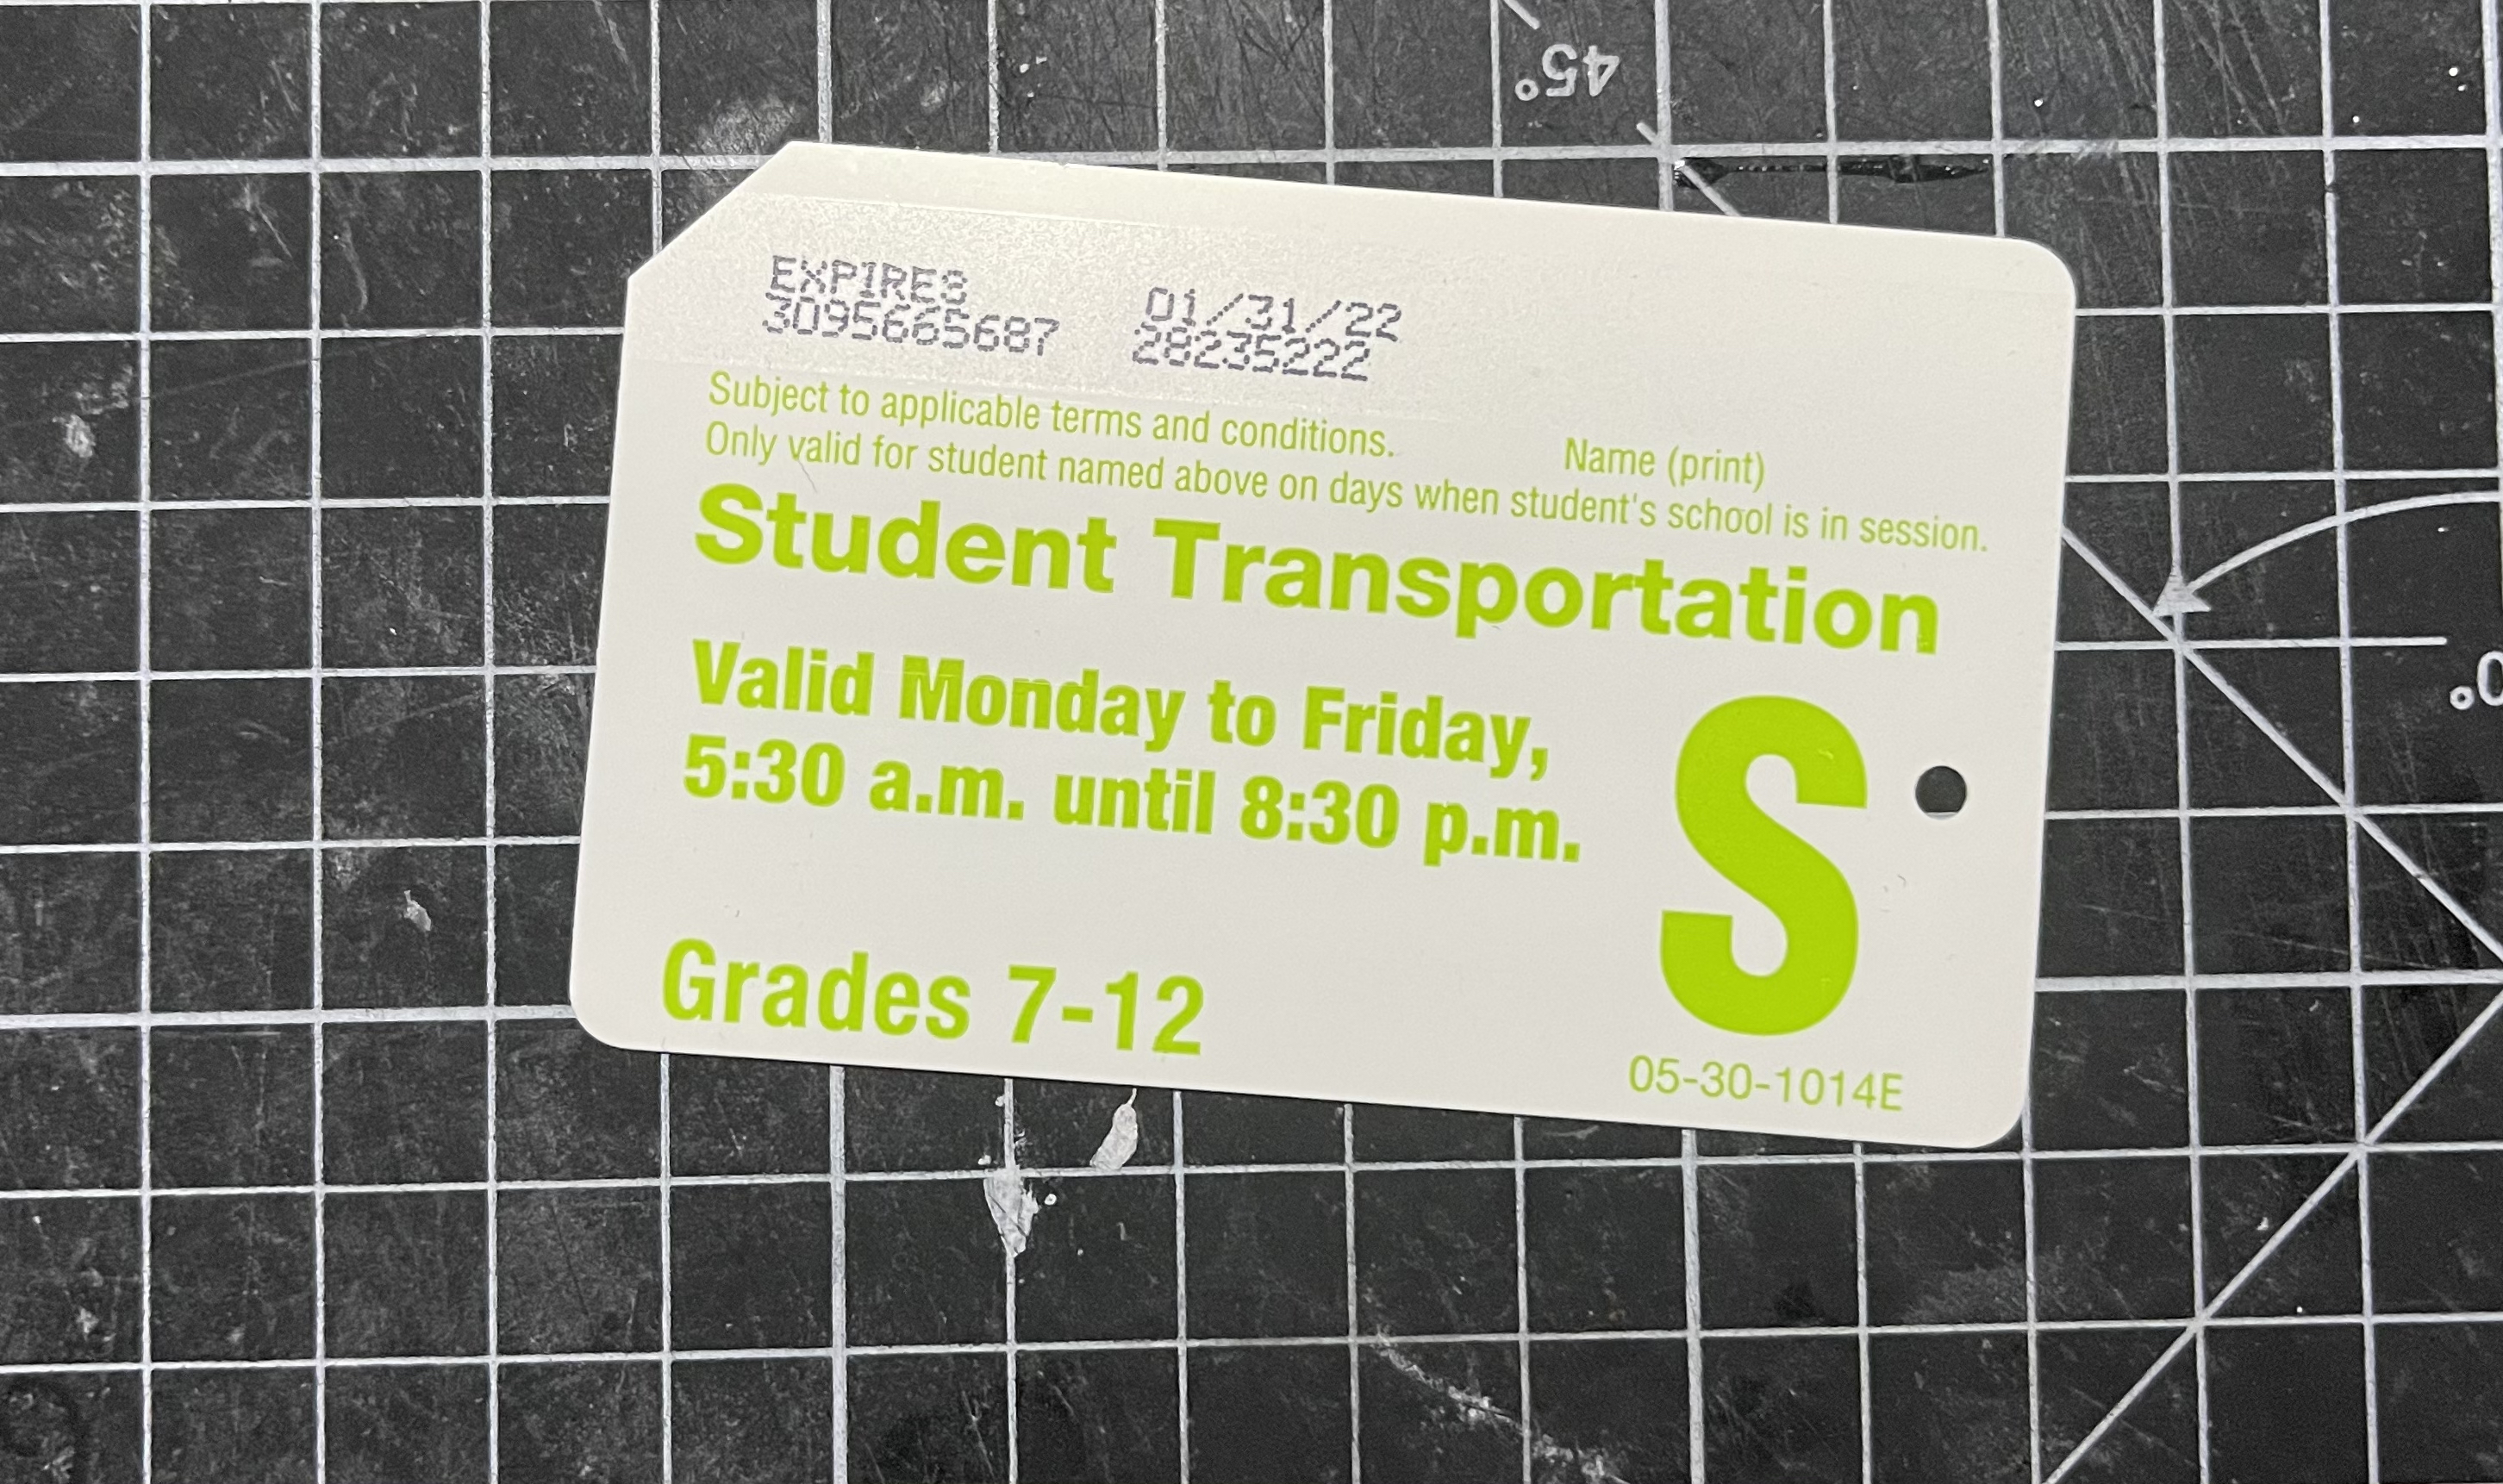 45°
EXPIRES 01/31/22
3095665687 28235222
Subject to applicable terms and conditions. Name (print)
Only valid for student named above on days when student's school is in session.
Student Transportation
Valid Monday to Friday,
5:30 a.m. until 8:30 p.m.
S
Grades 7-12
05-30-1014E